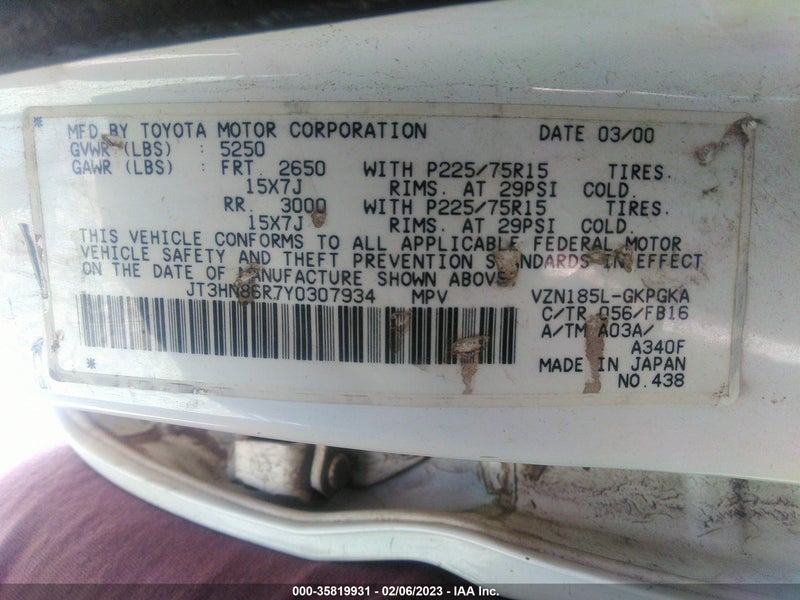 MFD BY TOYOTA MOTOR CORPORATION DATE 03/00
GVWR (LBS) : 5250
GAWR (LBS) : FRT. 2650 WITH P225/75R15 TIRES.
15X7J RIMS. AT 29PSI COLD.
RR. 3000 WITH P225/75R15 TIRES.
15X7J RIMS. AT 29PSI COLD.
THIS VEHICLE CONFORMS TO ALL APPLICABLE FEDERAL MOTOR
VEHICLE SAFETY AND THEFT PREVENTION STANDARDS IN EFFECT
ON THE DATE OF MANUFACTURE SHOWN ABOVE
JT3HN86R7Y0307934 MPV VZN185L-GKPGKA
C/TR 056/FB16
A/TM A03A/
A340F
MADE IN JAPAN
NO.438
000-35819931 - 02/06/2023 - IAA Inc.